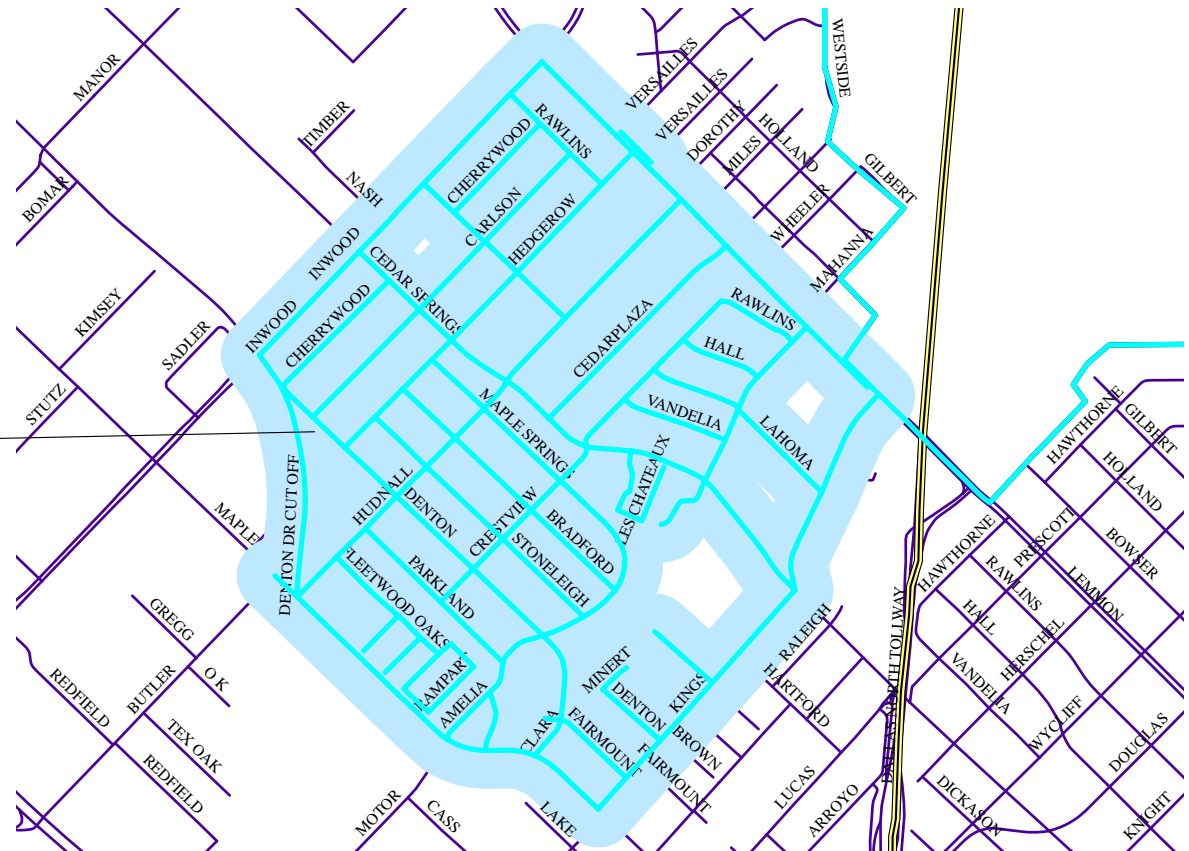 WESTSIDE
MANOR
VERSAILLES
VERSAILLES
TIMBER
RAWLINS
DOROTHY
HOLLAND
MILES
CHERRYWOOD
GILBERT
BOMAR
NASH
CARLSON
HEDGEROW
WHEELER
INWOOD
MAHANNA
CEDAR SPRINGS
KIMSEY
RAWLINS
INWOOD
CHERRYWOOD
CEDARPLAZA
SADLER
HALL
STUTZ
MAPLE SPRINGS
VANDELIA
LAHOMA
HAWTHORNE
GILBERT
LES CHATEAUX
HOLLAND
HUDNALL
DENTON
CRESTVIEW
BRADFORD
MAPLE
DENTON DR CUT OFF
STONELEIGH
HAWTHORNE
PRESCOTT
BOWSER
FLEETWOOD OAKS
PARKLAND
RAWLINS
LEMMON
GREGG
RALEIGH
HALL
HERSCHEL
O K
RAMPART
MINERT
HARTFORD
VANDELIA
DALLAS NORTH TOLLWAY
BUTLER
REDFIELD
AMELIA
DENTON
KINGS
CLARA
FAIRMOUNT
BROWN
WYCLIFF
DOUGLAS
TEX OAK
FAIRMOUNT
REDFIELD
LUCAS
ARROYO
DICKASON
KNIGHT
MOTOR
CASS
LAKE